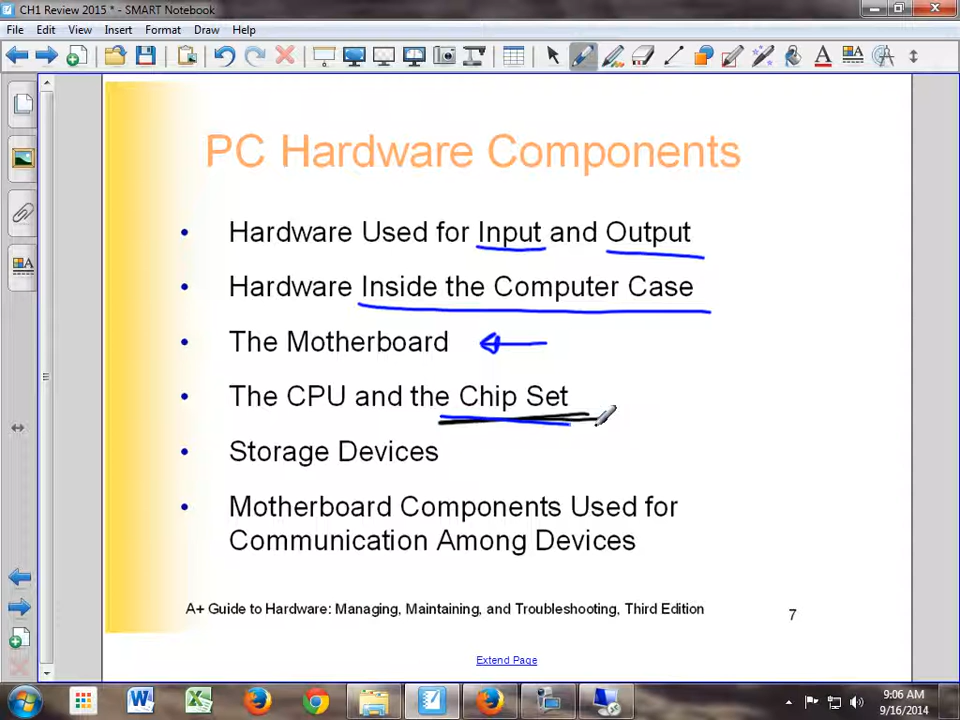 CH1 Review 2015 * - SMART Notebook
File Edit View Insert Format Draw Help
PC Hardware Components
• Hardware Used for Input and Output
• Hardware Inside the Computer Case
• The Motherboard
• The CPU and the Chip Set
• Storage Devices
• Motherboard Components Used for
Communication Among Devices
A+ Guide to Hardware: Managing, Maintaining, and Troubleshooting, Third Edition
7
Extend Page
9:06 AM
9/16/2014